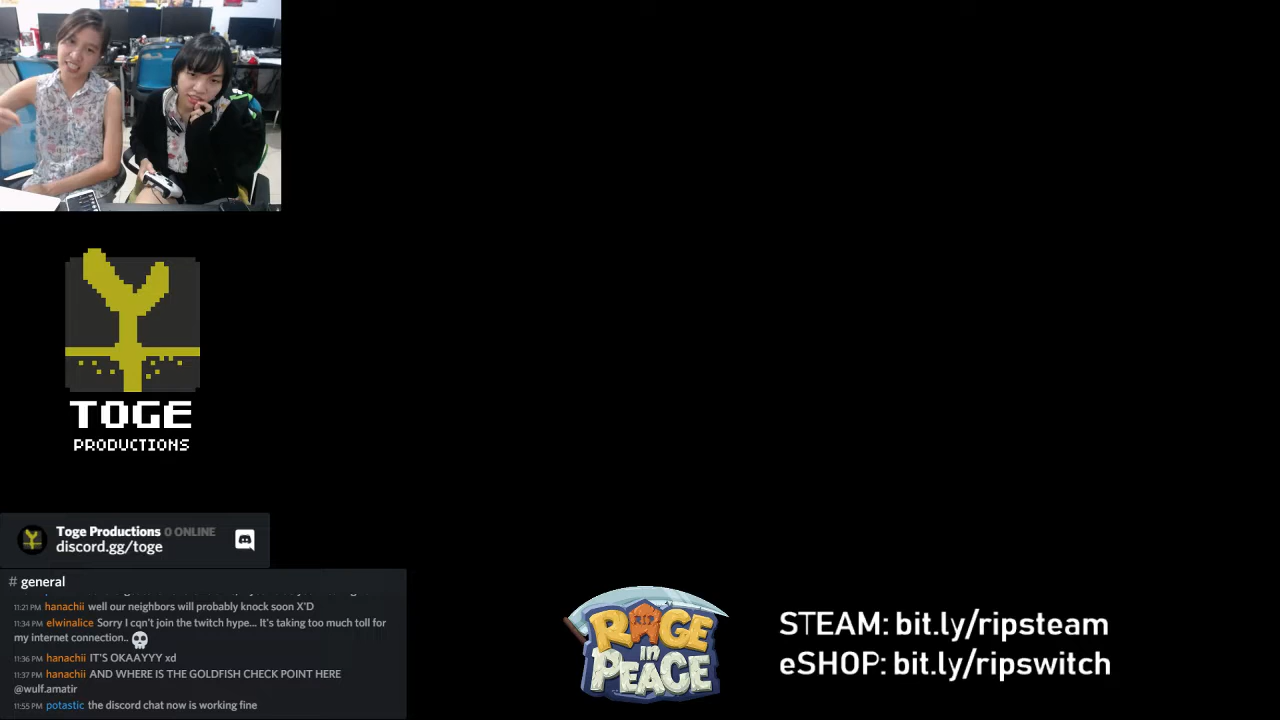 TOGE
PRODUCTIONS
Toge Productions 0 ONLINE
discord.gg/toge
# general
11:21 PM hanachii well our neighbors will probably knock soon X'D
11:34 PM elwinalice Sorry I cqn't join the twitch hype... It's taking too much toll for
my internet connection..
11:36 PM hanachii IT'S OKAAYYY xd
11:37 PM hanachii AND WHERE IS THE GOLDFISH CHECK POINT HERE
@wulf.amatir
11:55 PM potastic the discord chat now is working fine
RIP
RAGE
in
PEACE
STEAM: bit.ly/ripsteam
eSHOP: bit.ly/ripswitch